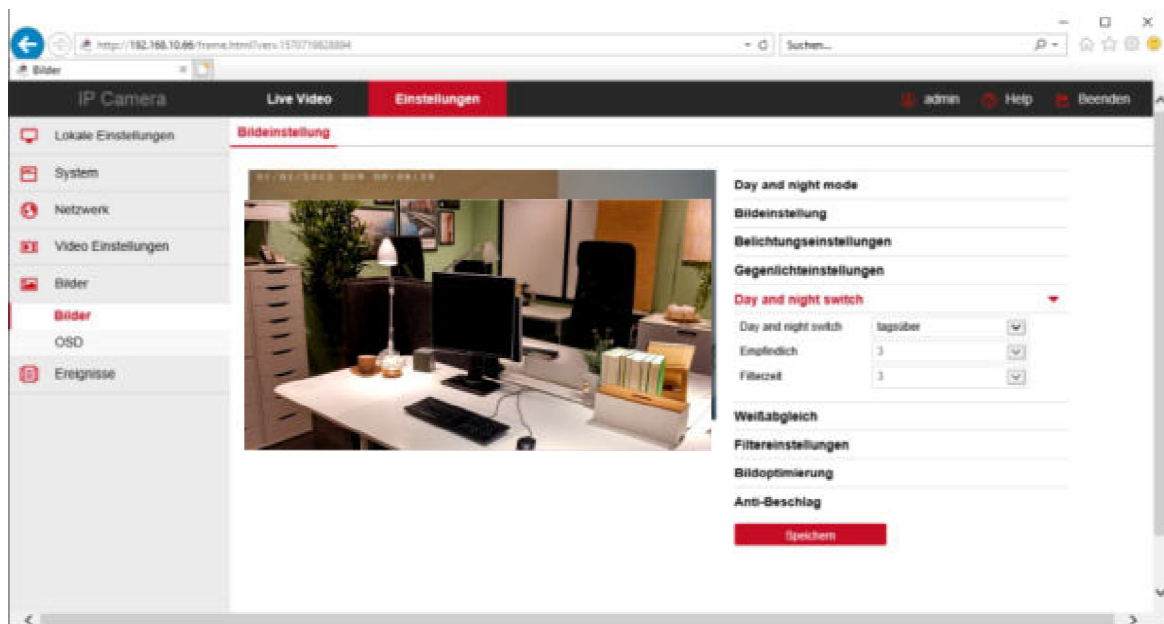 http://192.168.10.66/frame.html?ver=1570719828894
Suchen...
Bilder
IP Camera
Live Video
Einstellungen
admin
Help
Beenden
Lokale Einstellungen
System
Netzwerk
Video Einstellungen
Bilder
Bilder
OSD
Ereignisse
Bildeinstellung
Day and night mode
Bildeinstellung
Belichtungseinstellungen
Gegenlichteinstellungen
Day and night switch
Day and night switch tagsüber
Empfindlich 3
Filterzeit 3
Weißabgleich
Filtereinstellungen
Bildoptimierung
Anti-Beschlag
Speichern